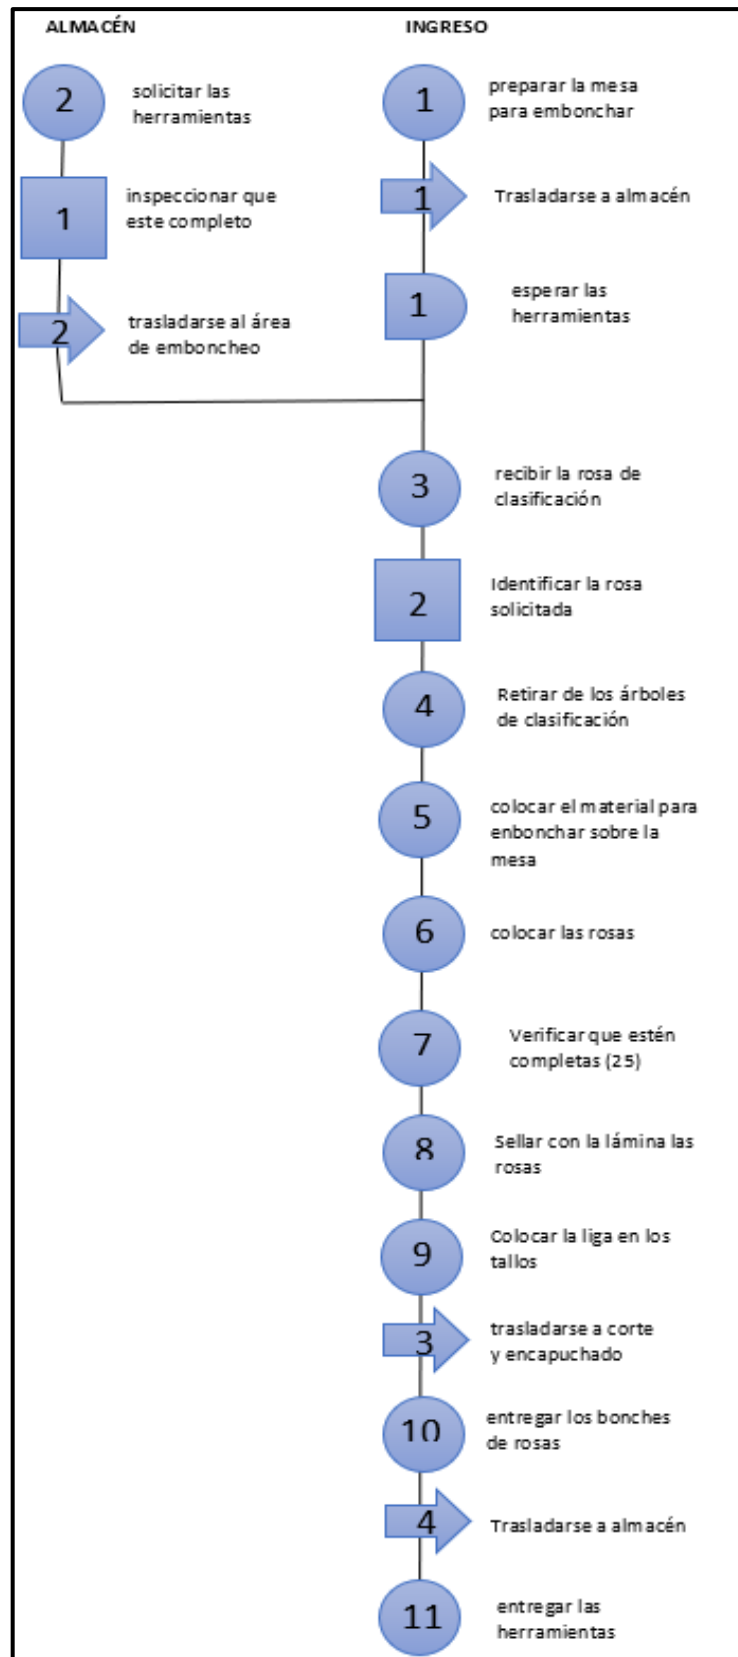 ALMACÉN
INGRESO
2
solicitar las
herramientas
1
inspeccionar que
este completo
2
trasladarse al área
de emboncheo
1
preparar la mesa
para embonchar
1
Trasladarse a almacén
1
esperar las
herramientas
3
recibir la rosa de
clasificación
2
Identificar la rosa
solicitada
4
Retirar de los árboles
de clasificación
5
colocar el material para
enbonchar sobre la
mesa
6
colocar las rosas
7
Verificar que estén
completas (25)
8
Sellar con la lámina las
rosas
9
Colocar la liga en los
tallos
3
trasladarse a corte
y encapuchado
10
entregar los bonches
de rosas
4
Trasladarse a almacén
11
entregar las
herramientas